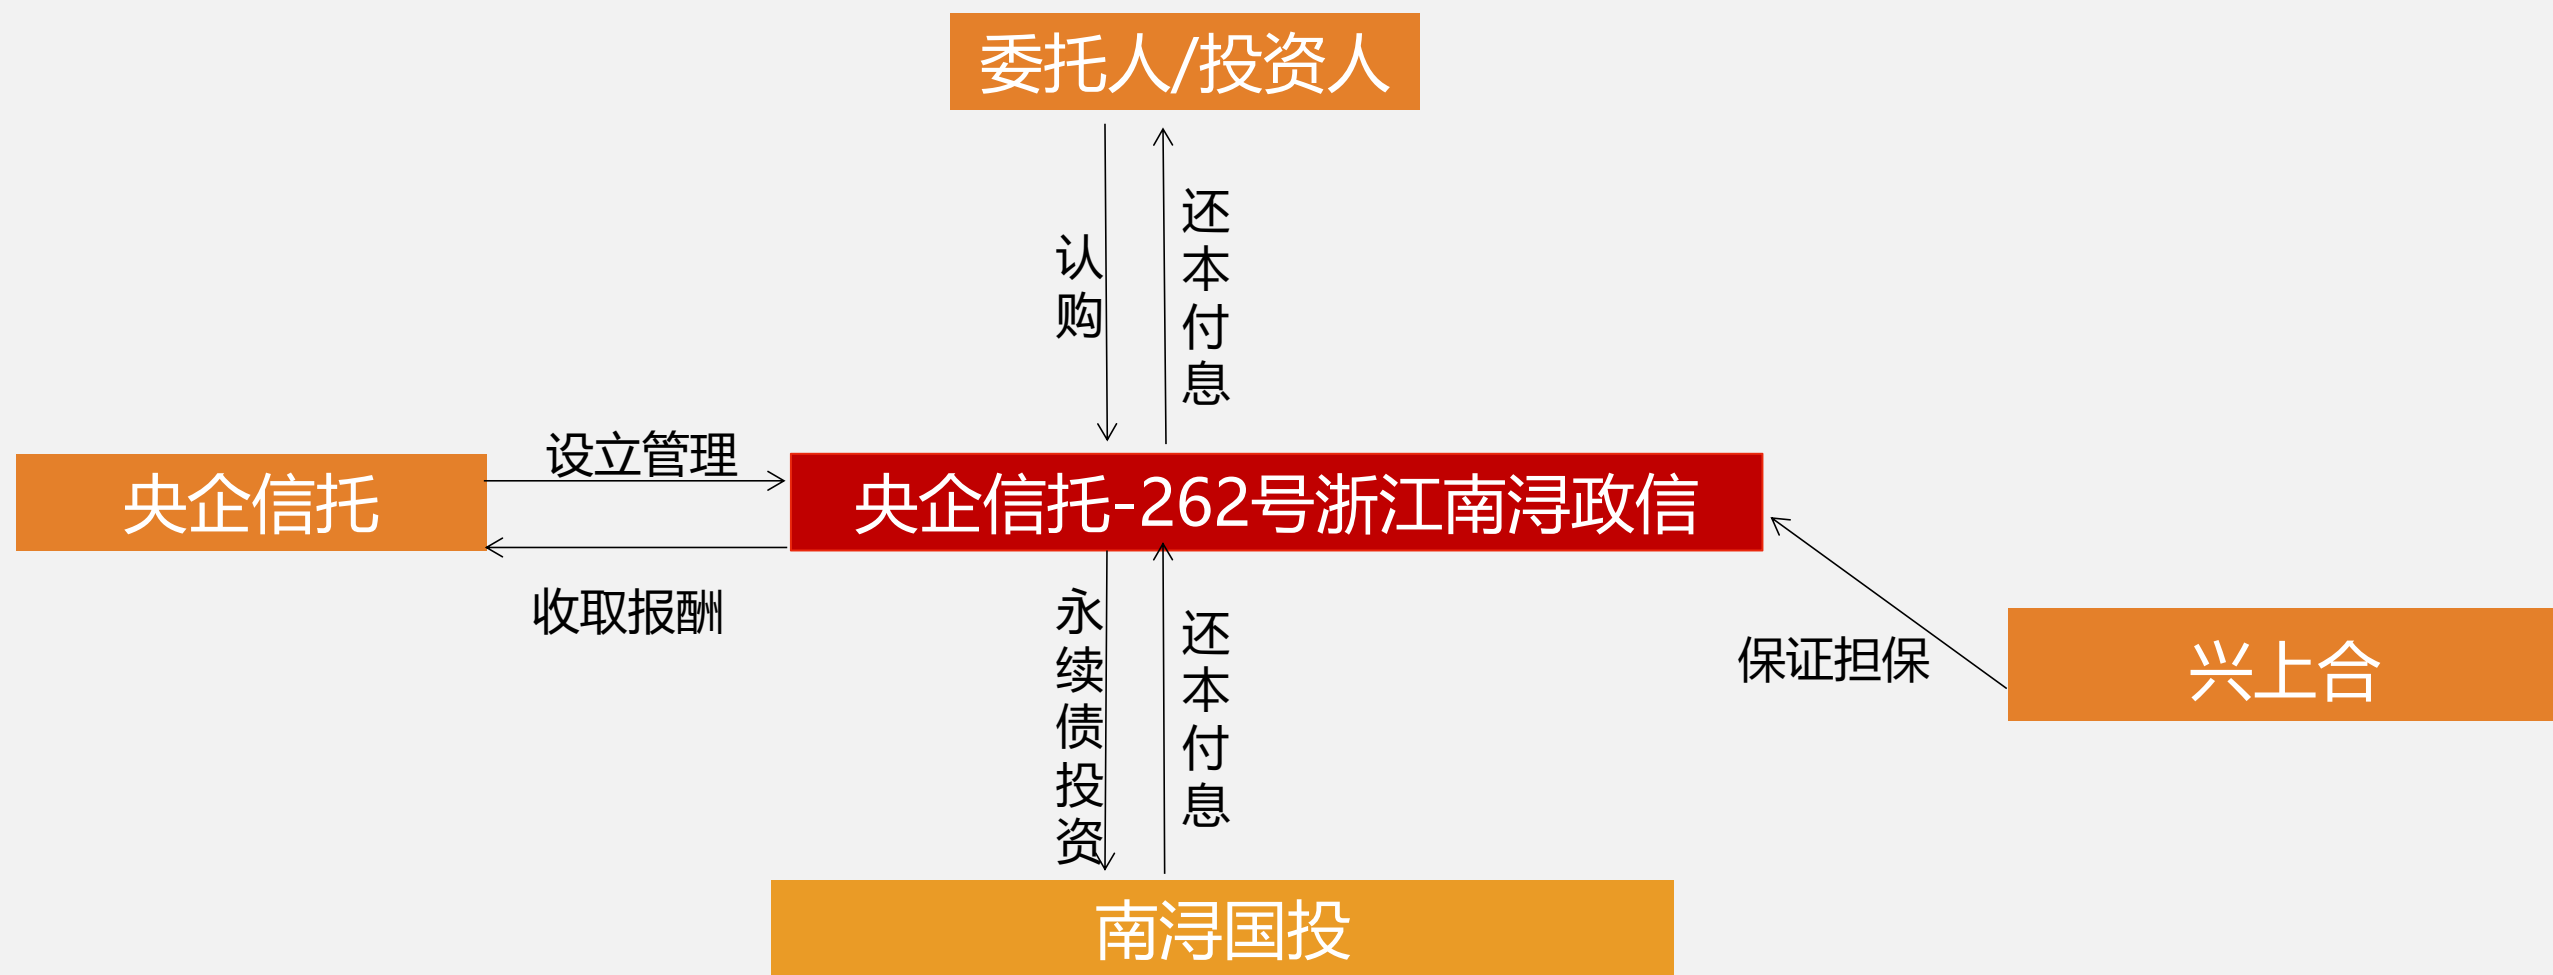 委托人/投资人
认购
还本付息
设立管理
央企信托
央企信托-262号浙江南浔政信
收取报酬
永续债投资
还本付息
保证担保
兴上合
南浔国投